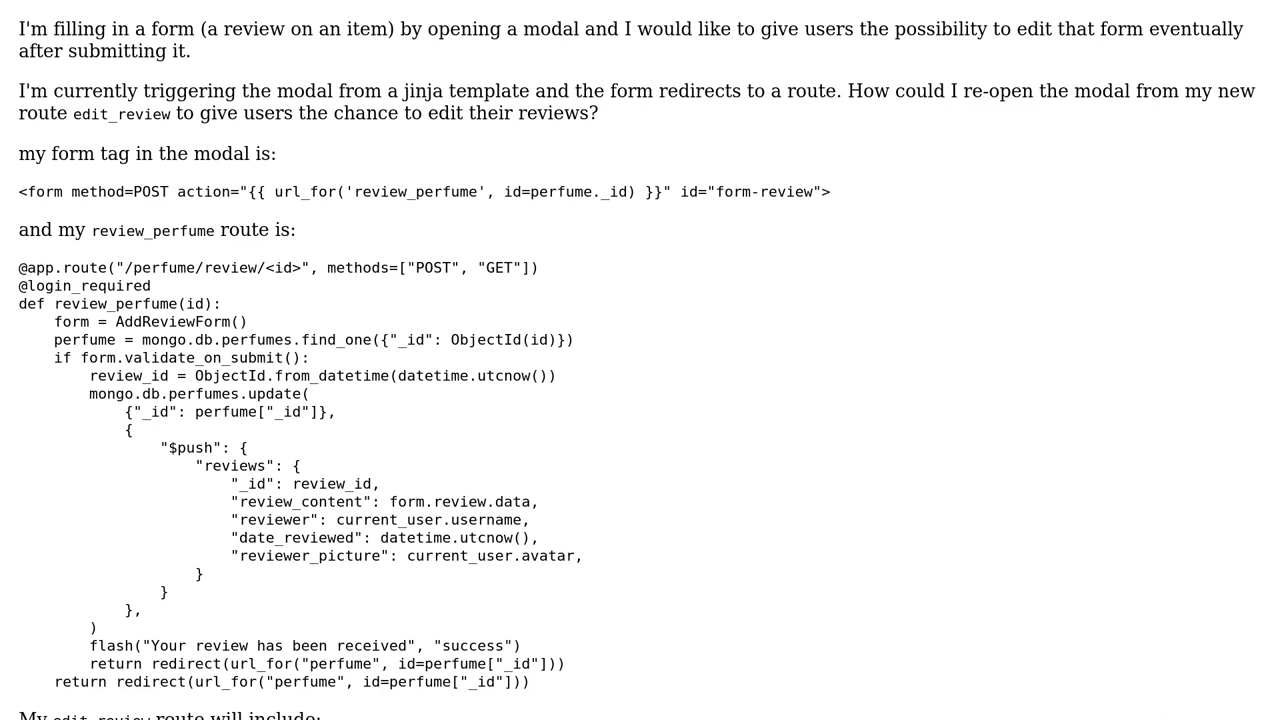 I'm filling in a form (a review on an item) by opening a modal and I would like to give users the possibility to edit that form eventually
after submitting it.
I'm currently triggering the modal from a jinja template and the form redirects to a route. How could I re-open the modal from my new
route edit_review to give users the chance to edit their reviews?
my form tag in the modal is:
<form method=POST action="{{ url_for('review_perfume', id=perfume._id) }}" id="form-review">
and my review_perfume route is:
@app.route("/perfume/review/<id>", methods=["POST", "GET"])
@login_required
def review_perfume(id):
    form = AddReviewForm()
    perfume = mongo.db.perfumes.find_one({"_id": ObjectId(id)})
    if form.validate_on_submit():
        review_id = ObjectId.from_datetime(datetime.utcnow())
        mongo.db.perfumes.update(
            {"_id": perfume["_id"]},
            {
                "$push": {
                    "reviews": {
                        "_id": review_id,
                        "review_content": form.review.data,
                        "reviewer": current_user.username,
                        "date_reviewed": datetime.utcnow(),
                        "reviewer_picture": current_user.avatar,
                    }
                }
            },
        )
        flash("Your review has been received", "success")
        return redirect(url_for("perfume", id=perfume["_id"]))
    return redirect(url_for("perfume", id=perfume["_id"]))
My edit_review route will include: